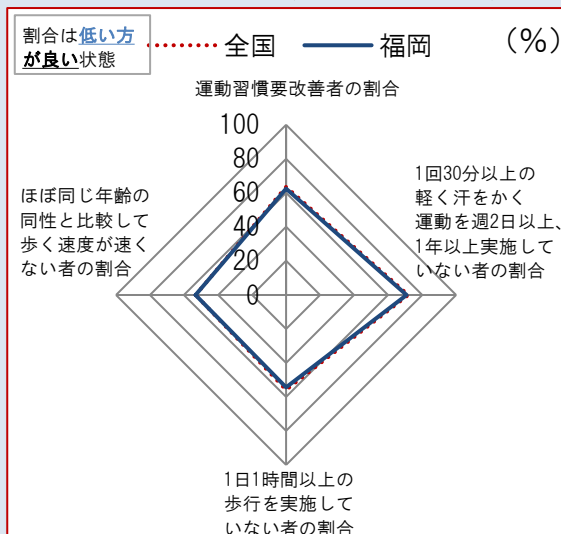 割合は低い方
が良い状態
全国
福岡
(%)
運動習慣要改善者の割合
100
80
60
40
20
0
1回30分以上の
軽く汗をかく
運動を週2日以上、
1年以上実施して
いない者の割合
ほぼ同じ年齢の
同性と比較して
歩く速度が速く
ない者の割合
1日1時間以上の
歩行を実施して
いない者の割合